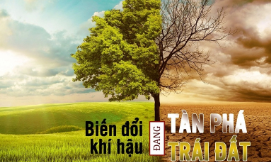 Biến đổi
khí hậu
ĐANG
TÀN PHÁ
TRÁI ĐẤT